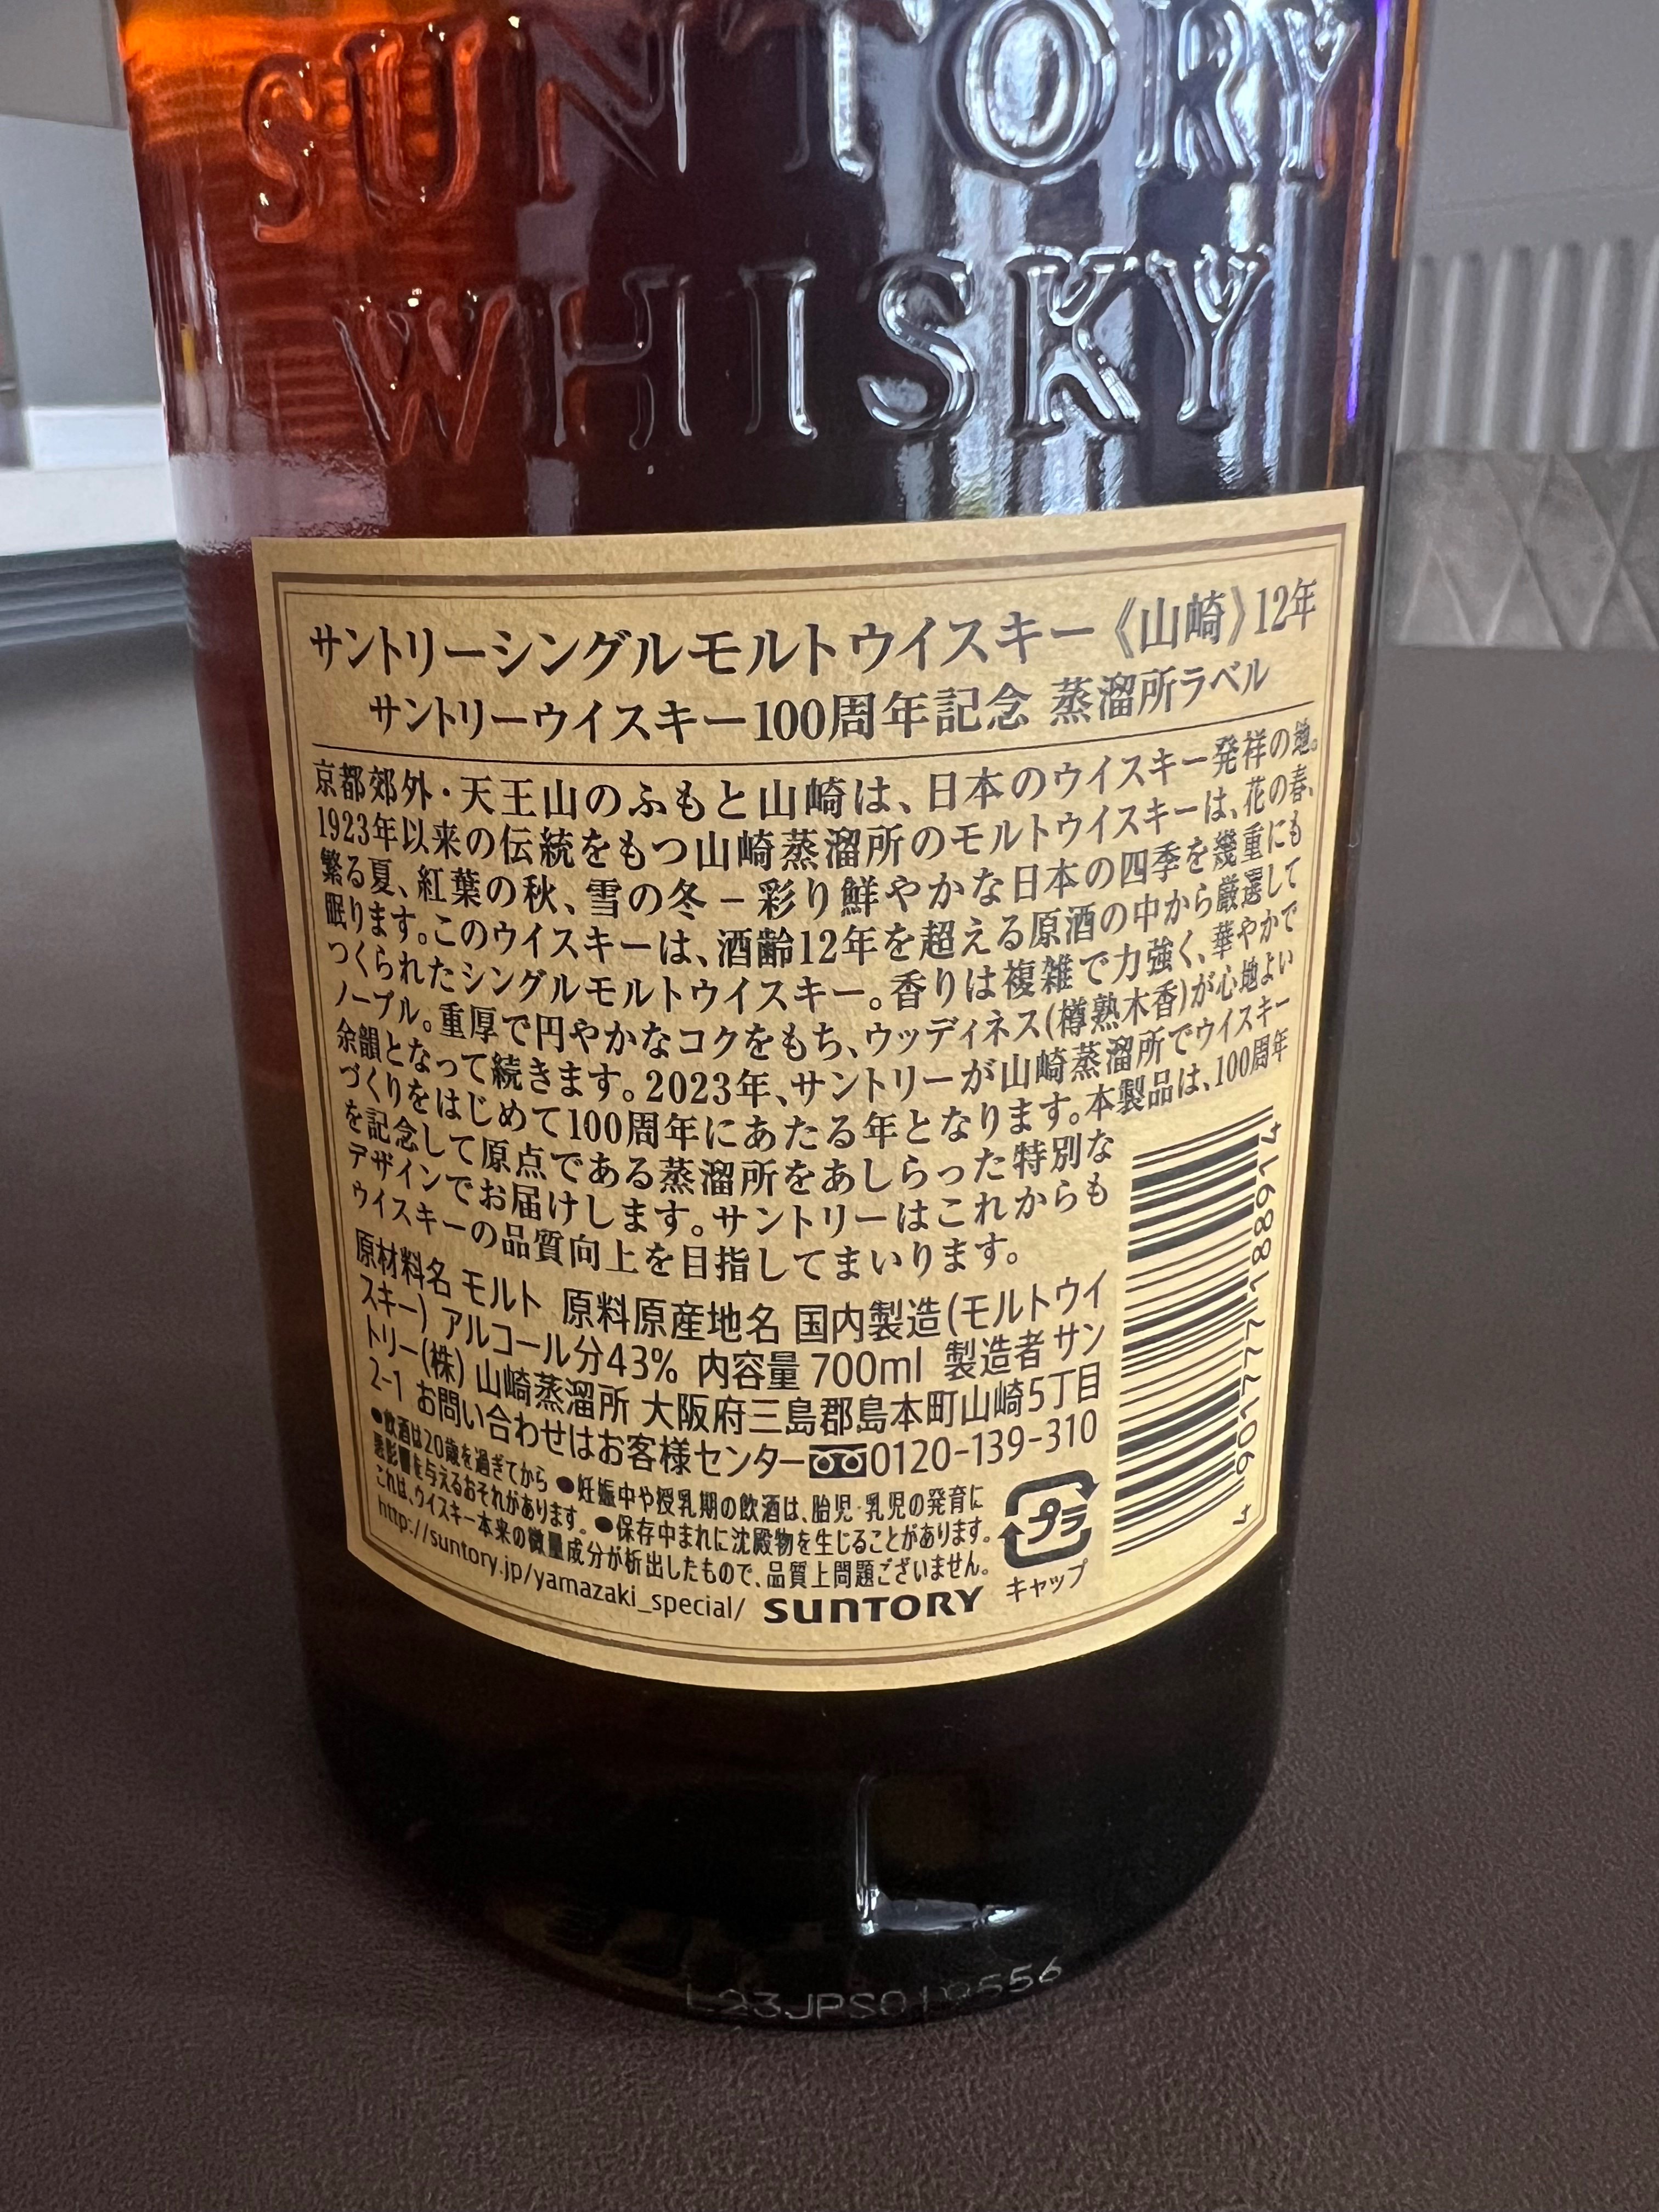 SUNTORY
WHISKY
サントリーシングルモルトウイスキー《山崎》12年
サントリーウイスキー100周年記念 蒸溜所ラベル
京都郊外・天王山のふもと山崎は、日本のウイスキー発祥の地。
1923年以来の伝統をもつ山崎蒸溜所のモルトウイスキーは、花の春、
繁る夏、紅葉の秋、雪の冬－彩り鮮やかな日本の四季を幾重にも
眠ります。このウイスキーは、酒齢12年を超える原酒の中から厳選して
つくられたシングルモルトウイスキー。香りは複雑で力強く、華やかで
ノーブル。重厚で円やかなコクをもち、ウッディネス(樽熟木香)が心地よい
余韻となって続きます。2023年、サントリーが山崎蒸溜所でウイスキー
づくりをはじめて100周年にあたる年となります。本製品は、100周年
を記念して原点である蒸溜所をあしらった特別な
デザインでお届けします。サントリーはこれからも
ウイスキーの品質向上を目指してまいります。
原材料名 モルト 原料原産地名 国内製造(モルトウイ
スキー) アルコール分43% 内容量 700ml 製造者 サン
トリー(株) 山崎蒸溜所 大阪府三島郡島本町山崎5丁目
2-1 お問い合わせはお客様センター0120-139-310
●飲酒は20歳を過ぎてから ●妊娠中や授乳期の飲酒は、胎児・乳児の発育に
悪影響を与えるおそれがあります。●保存中まれに沈殿物を生じることがあります。
これは、ウイスキー本来の微量成分が析出したもので、品質上問題ございません。
http://suntory.jp/yamazaki_special/ SUNTORY
プラ
キャップ
4 901777 188914